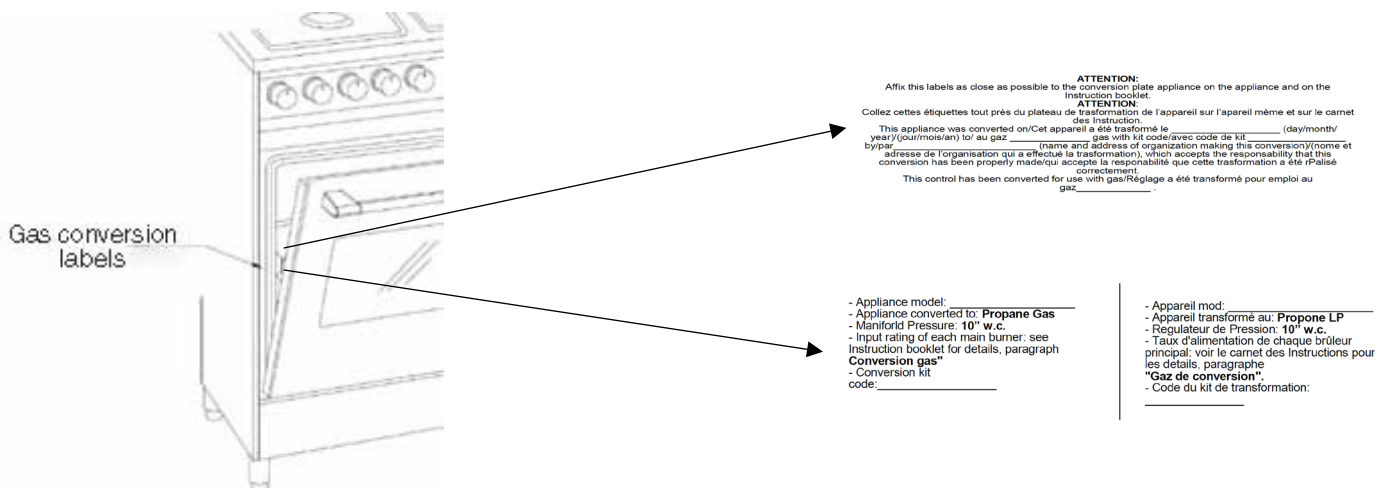 Gas conversion
labels
ATTENTION:
Affix this labels as close as possible to the conversion plate appliance on the appliance and on the
Instruction booklet.
ATTENTION:
Collez cettes étiquettes tout près du plateau de trasformation de l'appareil sur l'apareil mème et sur le carnet
des Instruction.
This appliance was converted on/Cet appareil a été trasformé le ____________________ (day/month/
year)/(jour/mois/an) to/ au gaz ____________________ gas with kit code/avec code de kit __________________
by/par__________________________ (name and address of organization making this conversion)/(nome et
adresse de l'organisation qui a effectué la trasformation), which accepts the responsability that this
conversion has been properly made/qui accepte la responabilité que cette trasformation a été rPalisé
correctement.
This control has been converted for use with gas/Réglage a été transformé pour emploi au
gaz______________ .
- Appliance model: ____________________
- Appliance converted to: Propane Gas
- Maniforld Pressure: 10" w.c.
- Input rating of each main burner: see
Instruction booklet for details, paragraph
Conversion gas"
- Conversion kit
code:___________________
- Appareil mod:_______________________
- Appareil transformé au: Propone LP
- Regulateur de Pression: 10" w.c.
- Taux d'alimentation de chaque brûleur
principal: voir le carnet des Instructions pour
les details, paragraphe
"Gaz de conversion".
- Code du kit de transformation:
________________